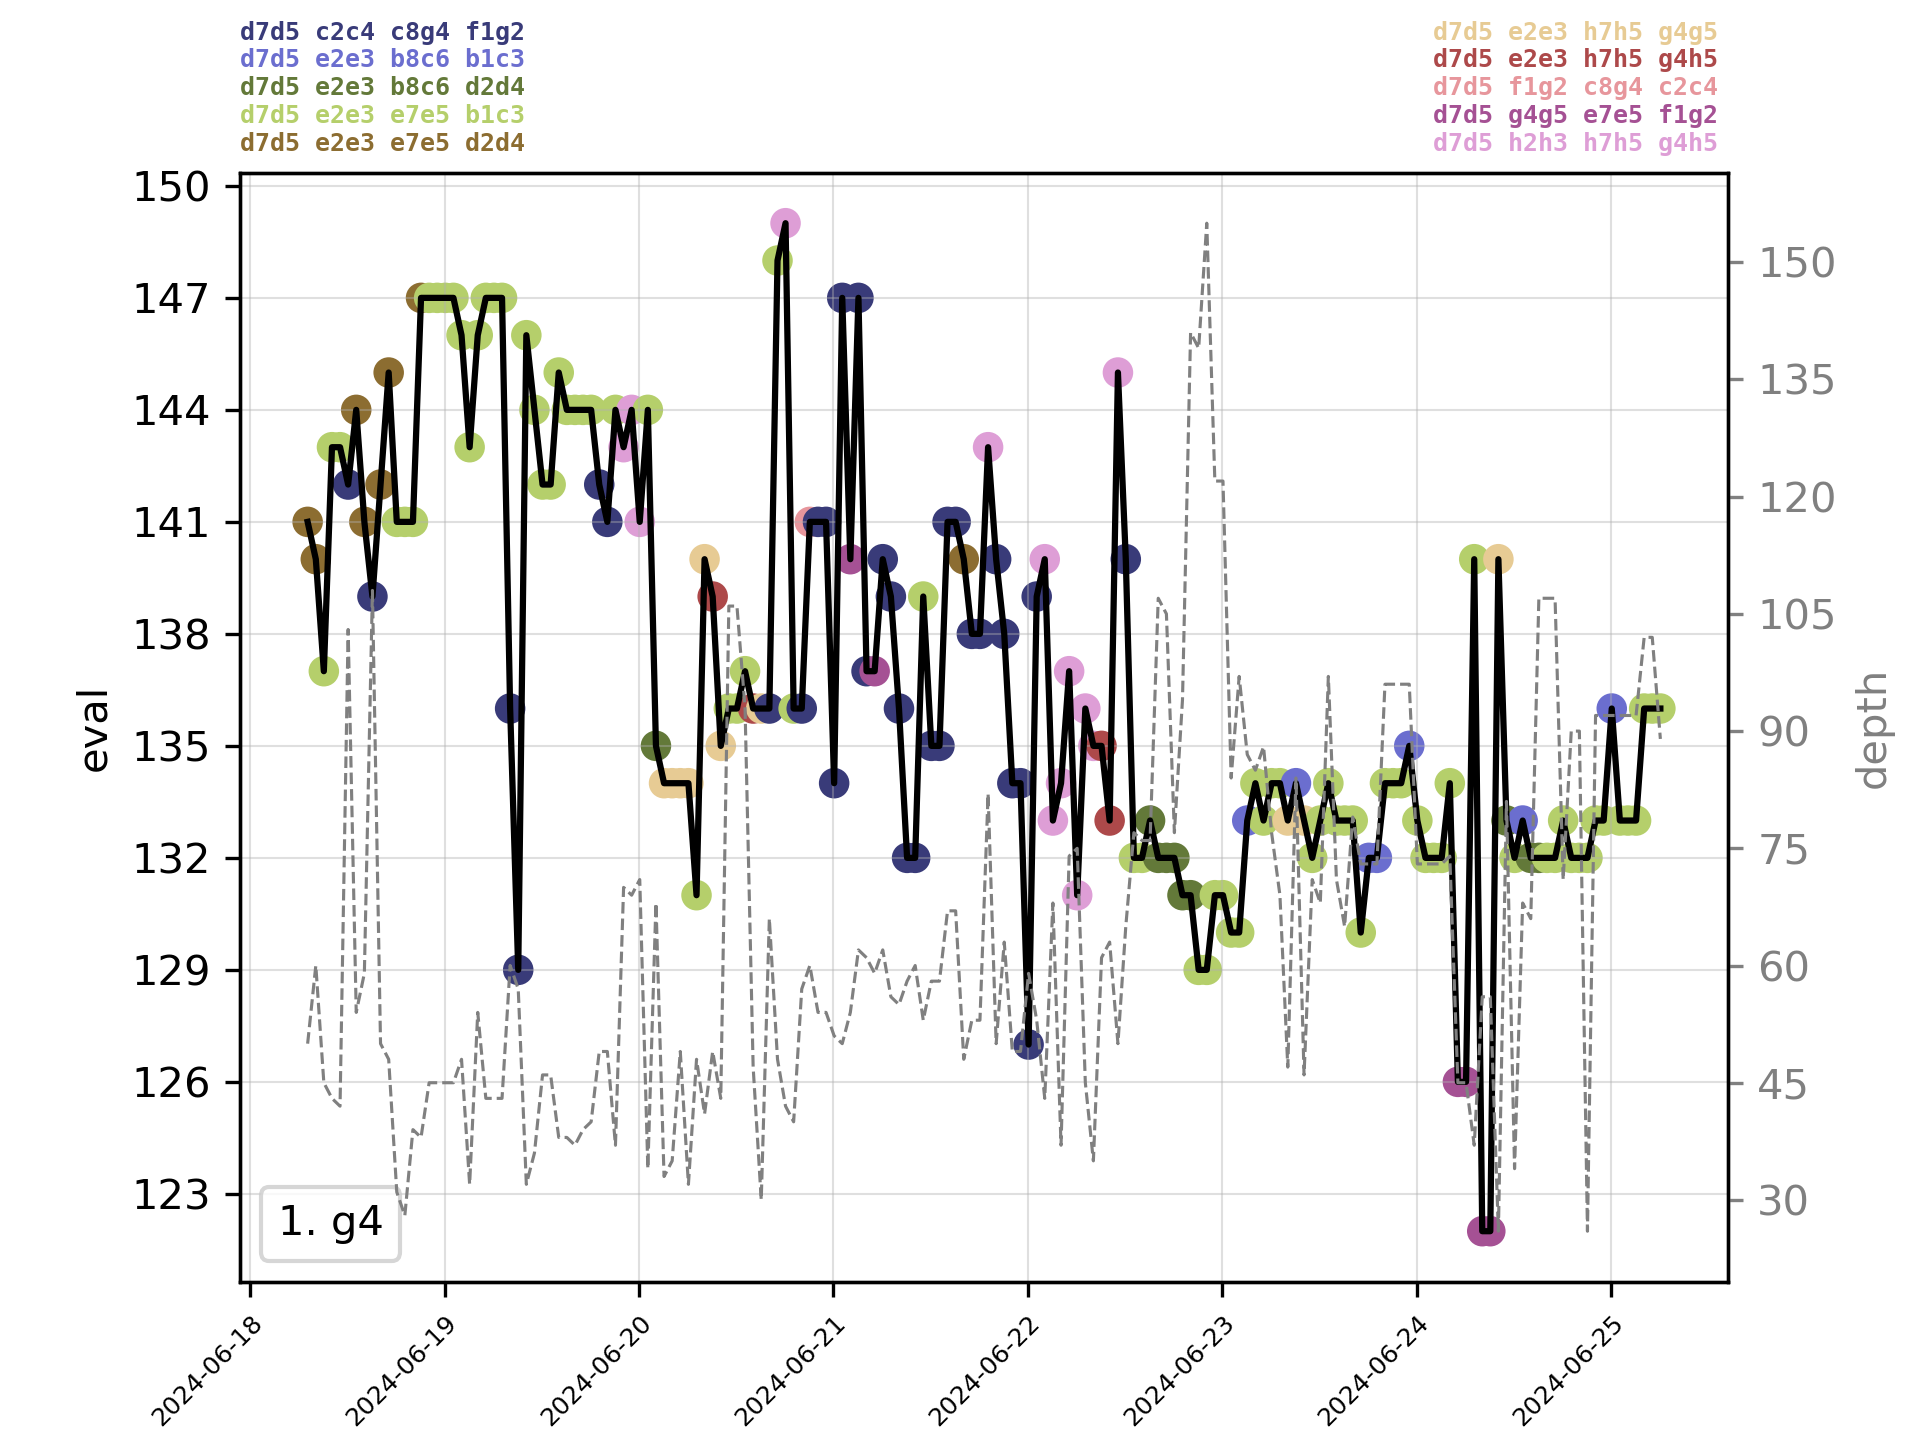 d7d5 c2c4 c8g4 f1g2
d7d5 e2e3 b8c6 b1c3
d7d5 e2e3 b8c6 d2d4
d7d5 e2e3 e7e5 b1c3
d7d5 e2e3 e7e5 d2d4
d7d5 e2e3 h7h5 g4g5
d7d5 e2e3 h7h5 g4h5
d7d5 f1g2 c8g4 c2c4
d7d5 g4g5 e7e5 f1g2
d7d5 h2h3 h7h5 g4h5
150
147
144
141
138
135
132
129
126
123
eval
150
135
120
105
90
75
60
45
30
depth
1. g4
2024-06-18
2024-06-19
2024-06-20
2024-06-21
2024-06-22
2024-06-23
2024-06-24
2024-06-25